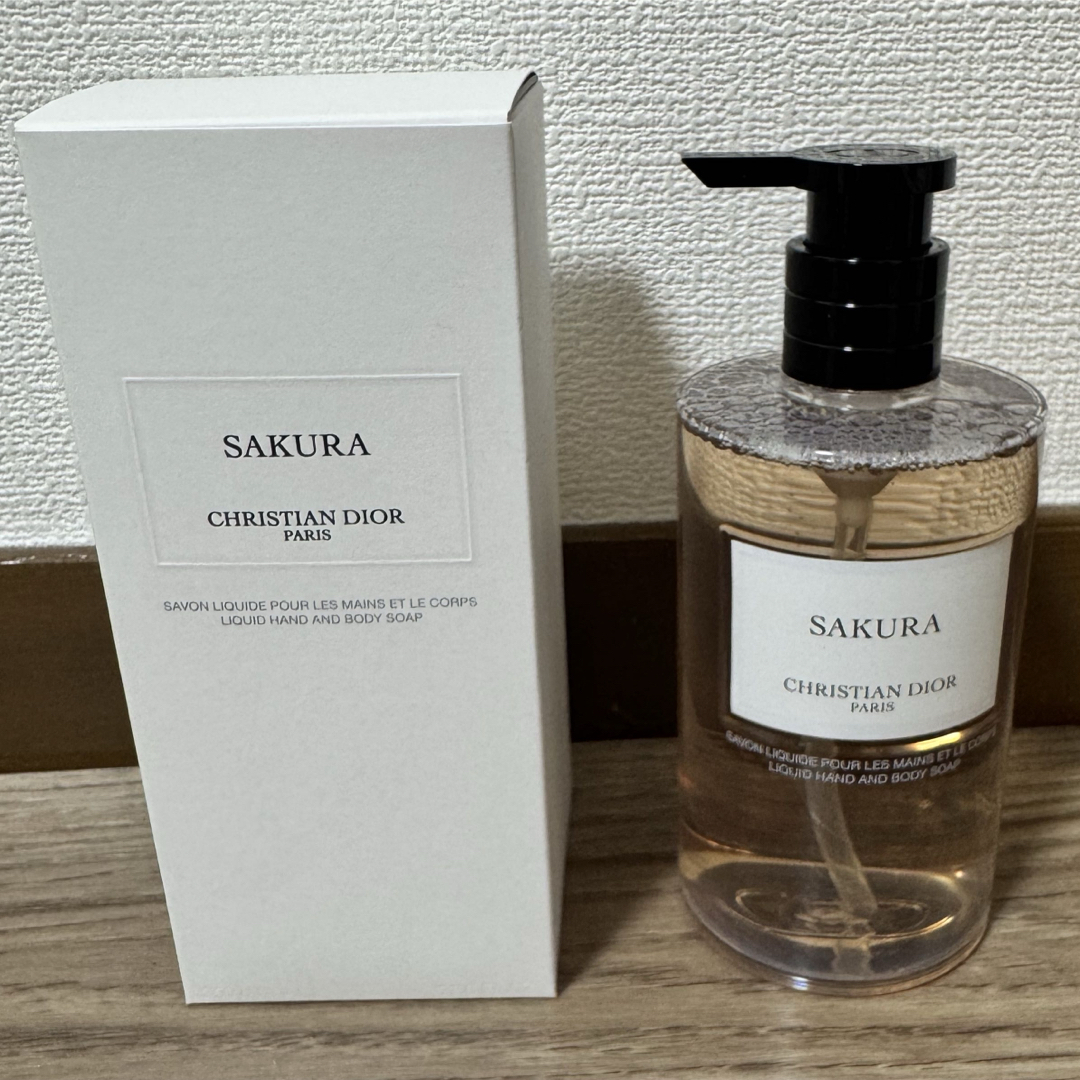 SAKURA
CHRISTIAN DIOR
PARIS
SAVON LIQUIDE POUR LES MAINS ET LE CORPS
LIQUID HAND AND BODY SOAP
SAKURA
CHRISTIAN DIOR
PARIS
SAVON LIQUIDE POUR LES MAINS ET LE CORPS
LIQUID HAND AND BODY SOAP